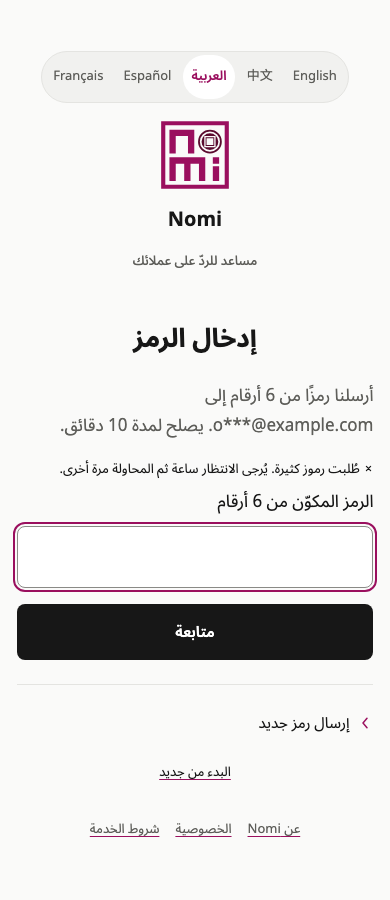 English
中文
العربية
Español
Français
nomi
Nomi
مساعد للردّ على عملائك
إدخال الرمز
أرسلنا رمزًا من 6 أرقام إلى
o***@example.com. يصلح لمدة 10 دقائق.
× طُلبت رموز كثيرة. يُرجى الانتظار ساعة ثم المحاولة مرة أخرى.
الرمز المكوّن من 6 أرقام
متابعة
إرسال رمز جديد
البدء من جديد
عن Nomi
الخصوصية
شروط الخدمة